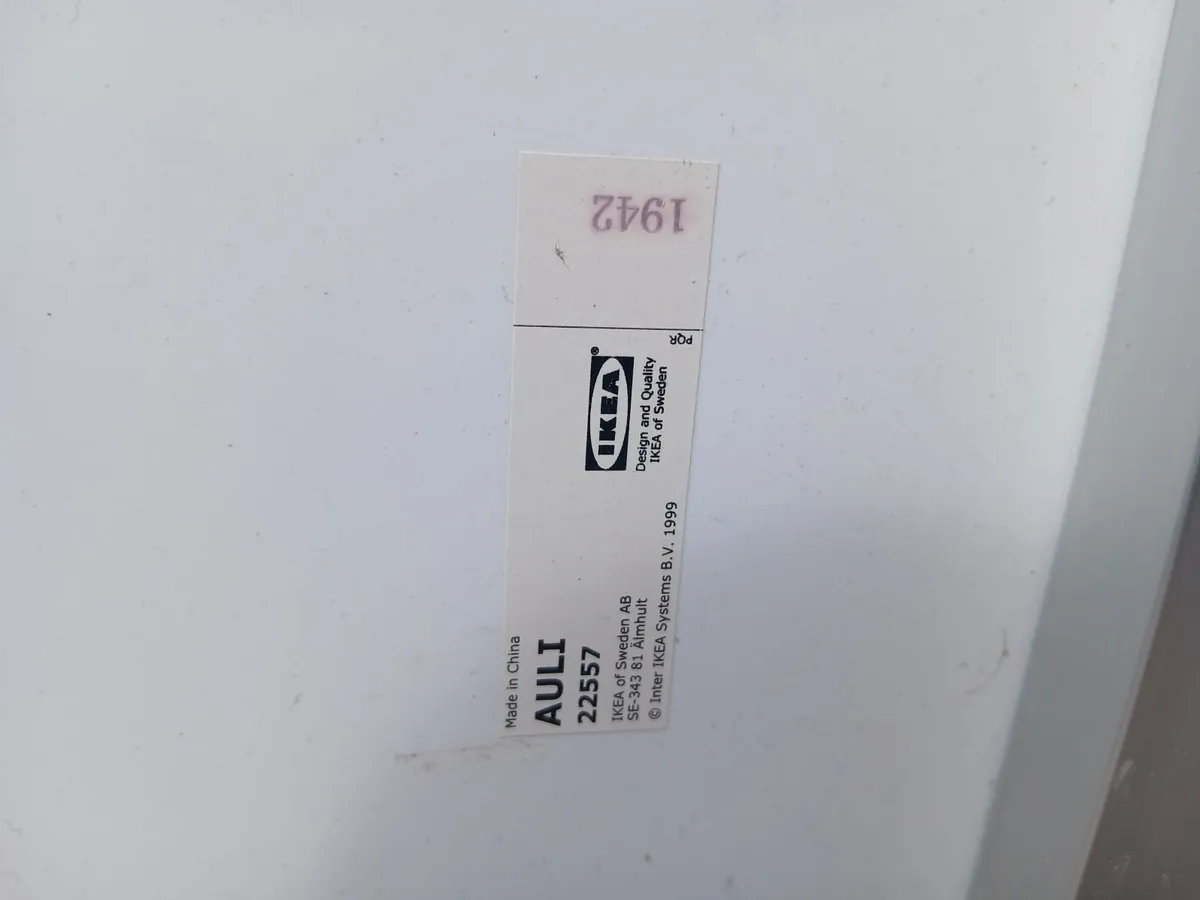 Made in China
AULI
22557
IKEA of Sweden AB
SE-343 81 Älmhult
© Inter IKEA Systems B.V. 1999
IKEA®
Design and Quality
IKEA of Sweden
PQR
1942